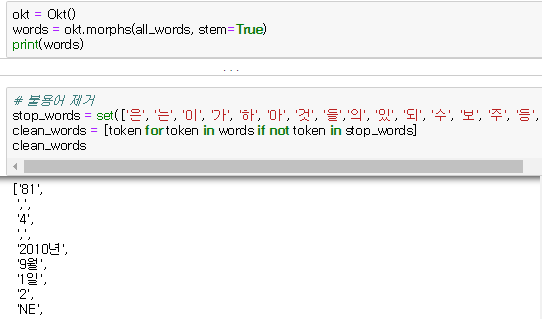 okt = Okt()
words = okt.morphs(all_words, stem=True)
print(words)
...
# 불용어 제거
stop_words = set(['은', '는', '이', '가', '하', '아', '것', '들','의', '있', '되', '수', '보', '주', '등',
clean_words = [token for token in words if not token in stop_words]
clean_words
['81',
',',
'4',
',',
'2010년',
'9월',
'1일',
'2',
'NE',